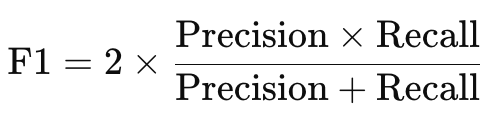 F1 = 2 × Precision × Recall / Precision + Recall